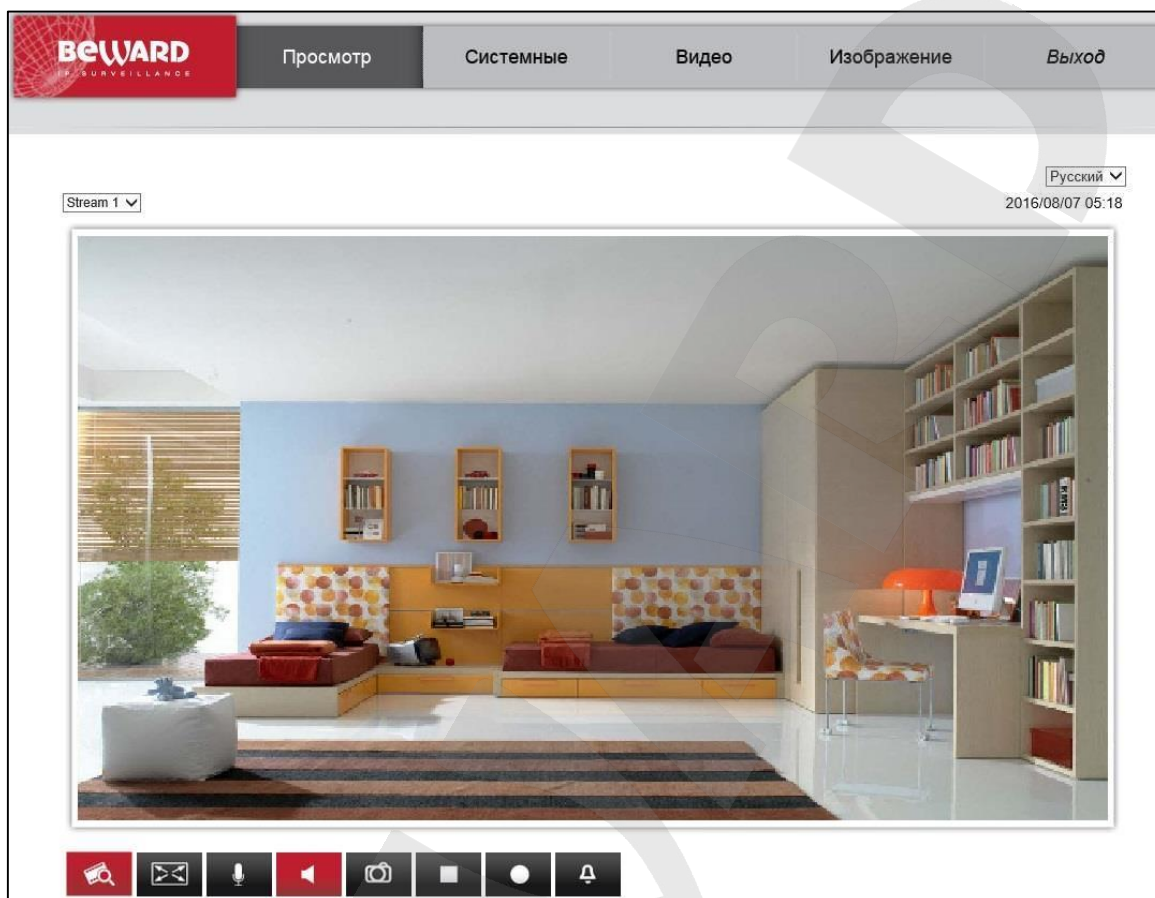 BEWARD
IP SURVEILLANCE
Просмотр
Системные
Видео
Изображение
Выход
Русский
Stream 1
2016/08/07 05:18